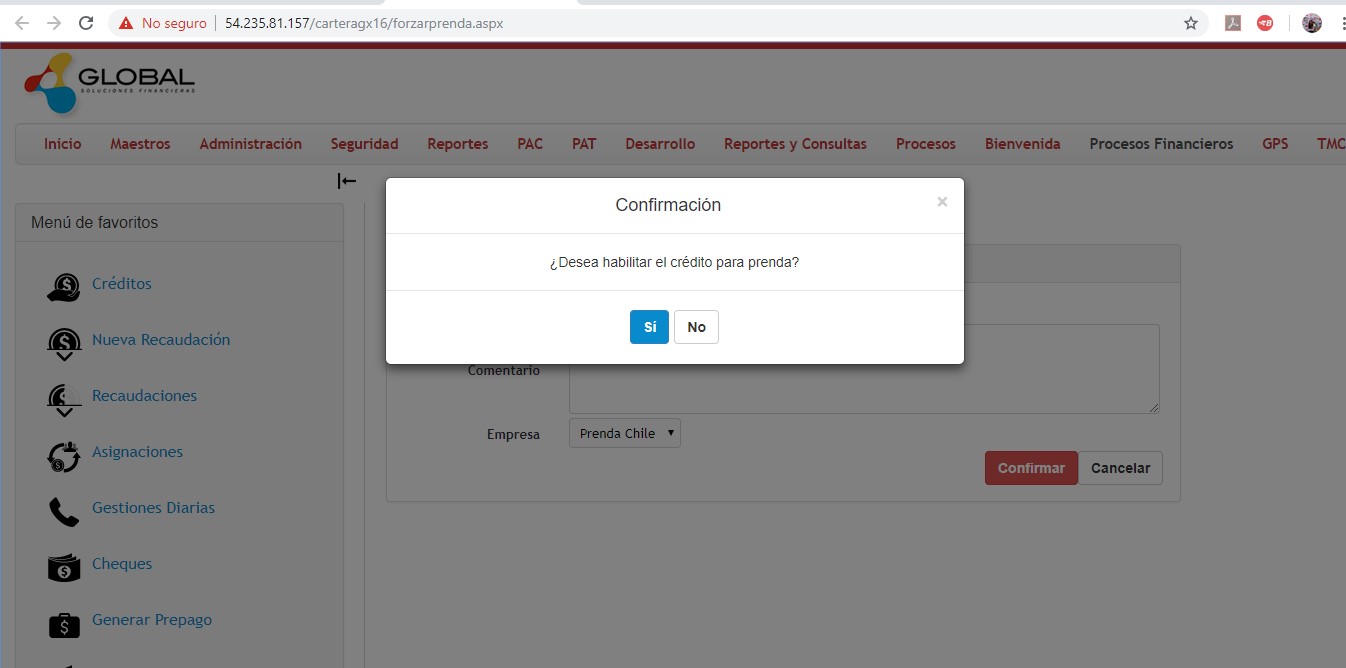 No seguro | 54.235.81.157/carteragx16/forzarprenda.aspx
GLOBAL
SOLUCIONES FINANCIERAS
Inicio Maestros Administración Seguridad Reportes PAC PAT Desarrollo Reportes y Consultas Procesos Bienvenida Procesos Financieros GPS TMC
Menú de favoritos
Créditos
Nueva Recaudación
Recaudaciones
Asignaciones
Gestiones Diarias
Cheques
Generar Prepago
Confirmación ×
¿Desea habilitar el crédito para prenda?
Sí No
Comentario
Empresa Prenda Chile
Confirmar Cancelar